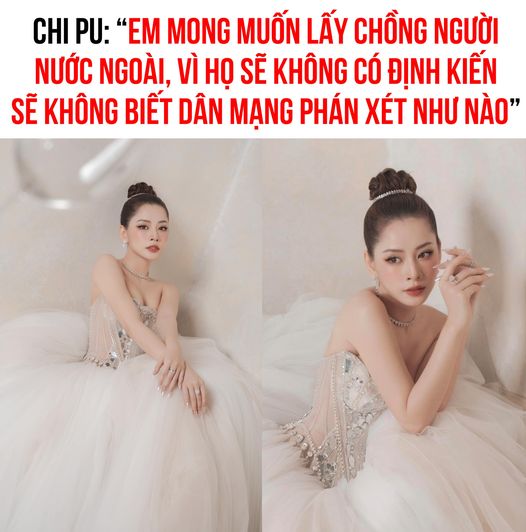 CHI PU: “EM MONG MUỐN LẤY CHỒNG NGƯỜI
NƯỚC NGOÀI, VÌ HỌ SẼ KHÔNG CÓ ĐỊNH KIẾN
SẼ KHÔNG BIẾT DÂN MẠNG PHÁN XÉT NHƯ NÀO”